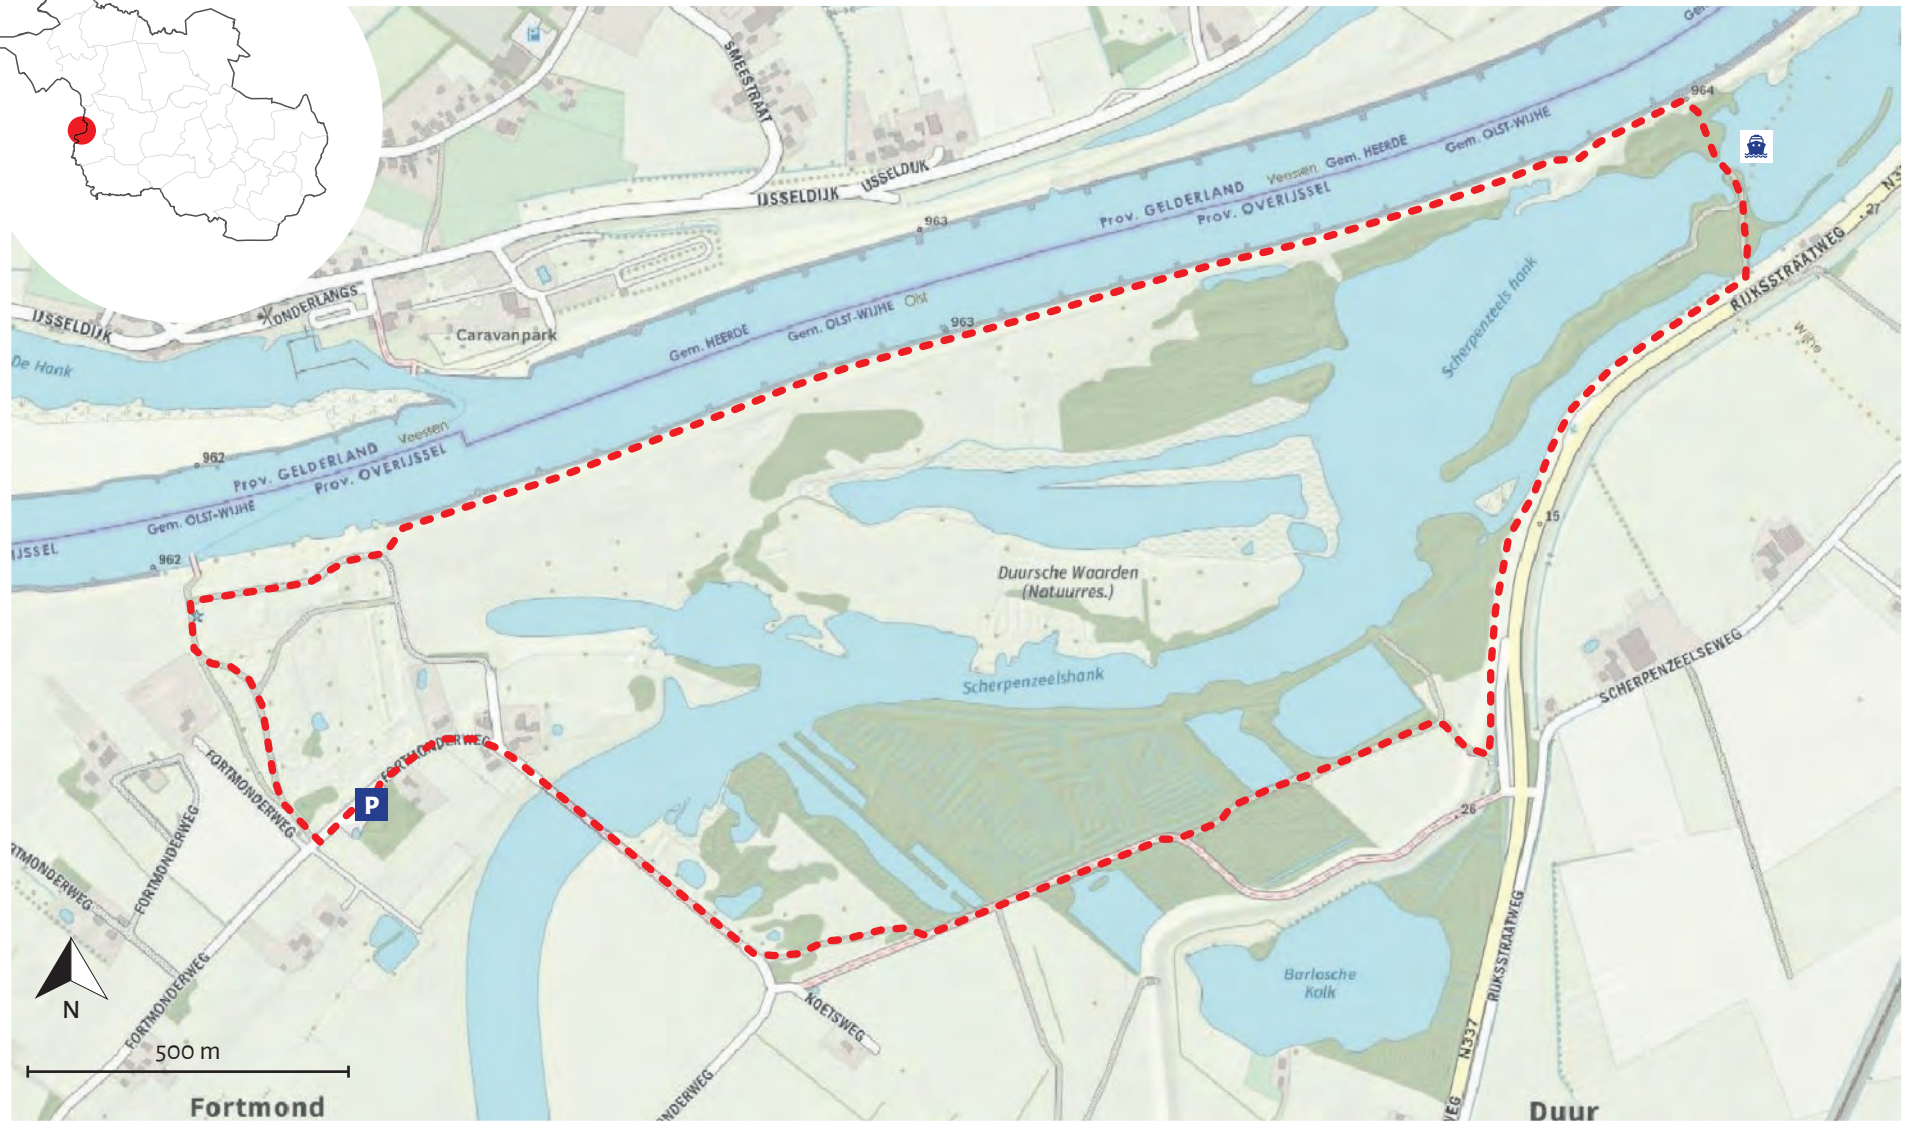 P
SMEESTRAAT
IJSSELDIJK
IJSSELDIJK
964
Gem. HEERDE
Gem. OLST-WIJHE
Veessen
Prov. GELDERLAND
Prov. OVERIJSSEL
963
27
RIJKSSTRAATWEG
IJSSELDIJK
Caravanpark
De Hank
Olst
Gem. HEERDE
Gem. OLST-WIJHE
963
Scherpenzeels hank
Wijhe
962
Prov. GELDERLAND
Veessen
Prov. OVERIJSSEL
Gem. OLST-WIJHE
IJSSEL
962
15
Duursche Waarden
(Natuurres.)
Scherpenzeelshank
SCHERPENZEELSEWEG
FORTMONDERWEG
FORTMONDERWEG
P
FORTMONDERWEG
26
RIJKSSTRAATWEG
Barlosche
Kolk
KOETSWEG
FORTMONDERWEG
N337
N
500 m
Fortmond
Duur